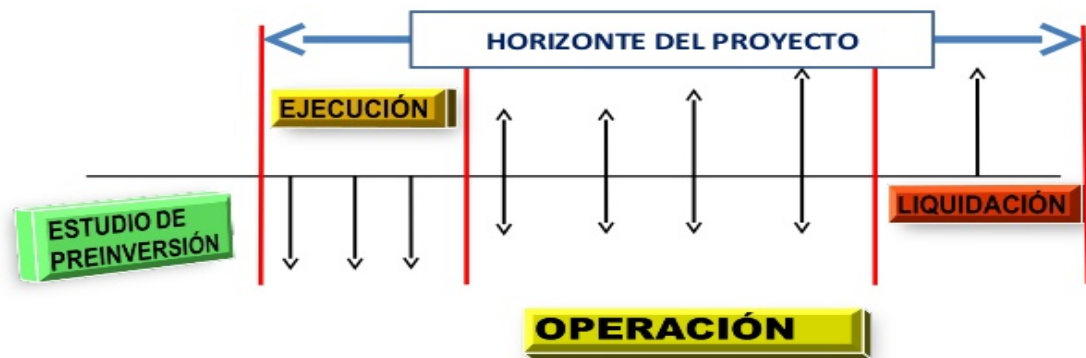 HORIZONTE DEL PROYECTO
EJECUCIÓN
ESTUDIO DE
PREINVERSIÓN
LIQUIDACIÓN
OPERACIÓN